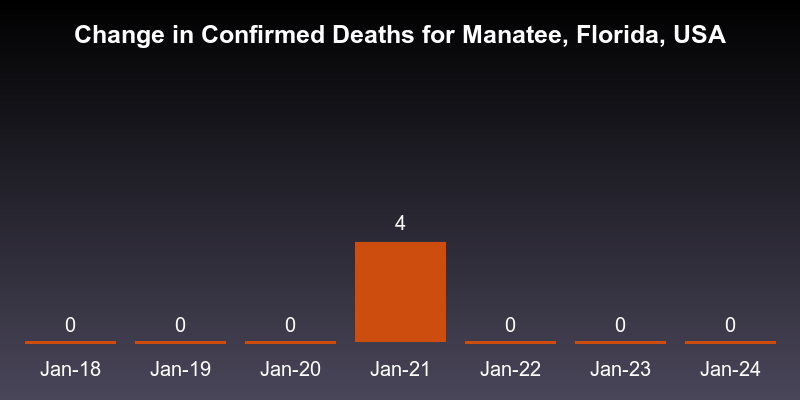 Change in Confirmed Deaths for Manatee, Florida, USA
4
0 0 0 0 0 0
Jan-18 Jan-19 Jan-20 Jan-21 Jan-22 Jan-23 Jan-24